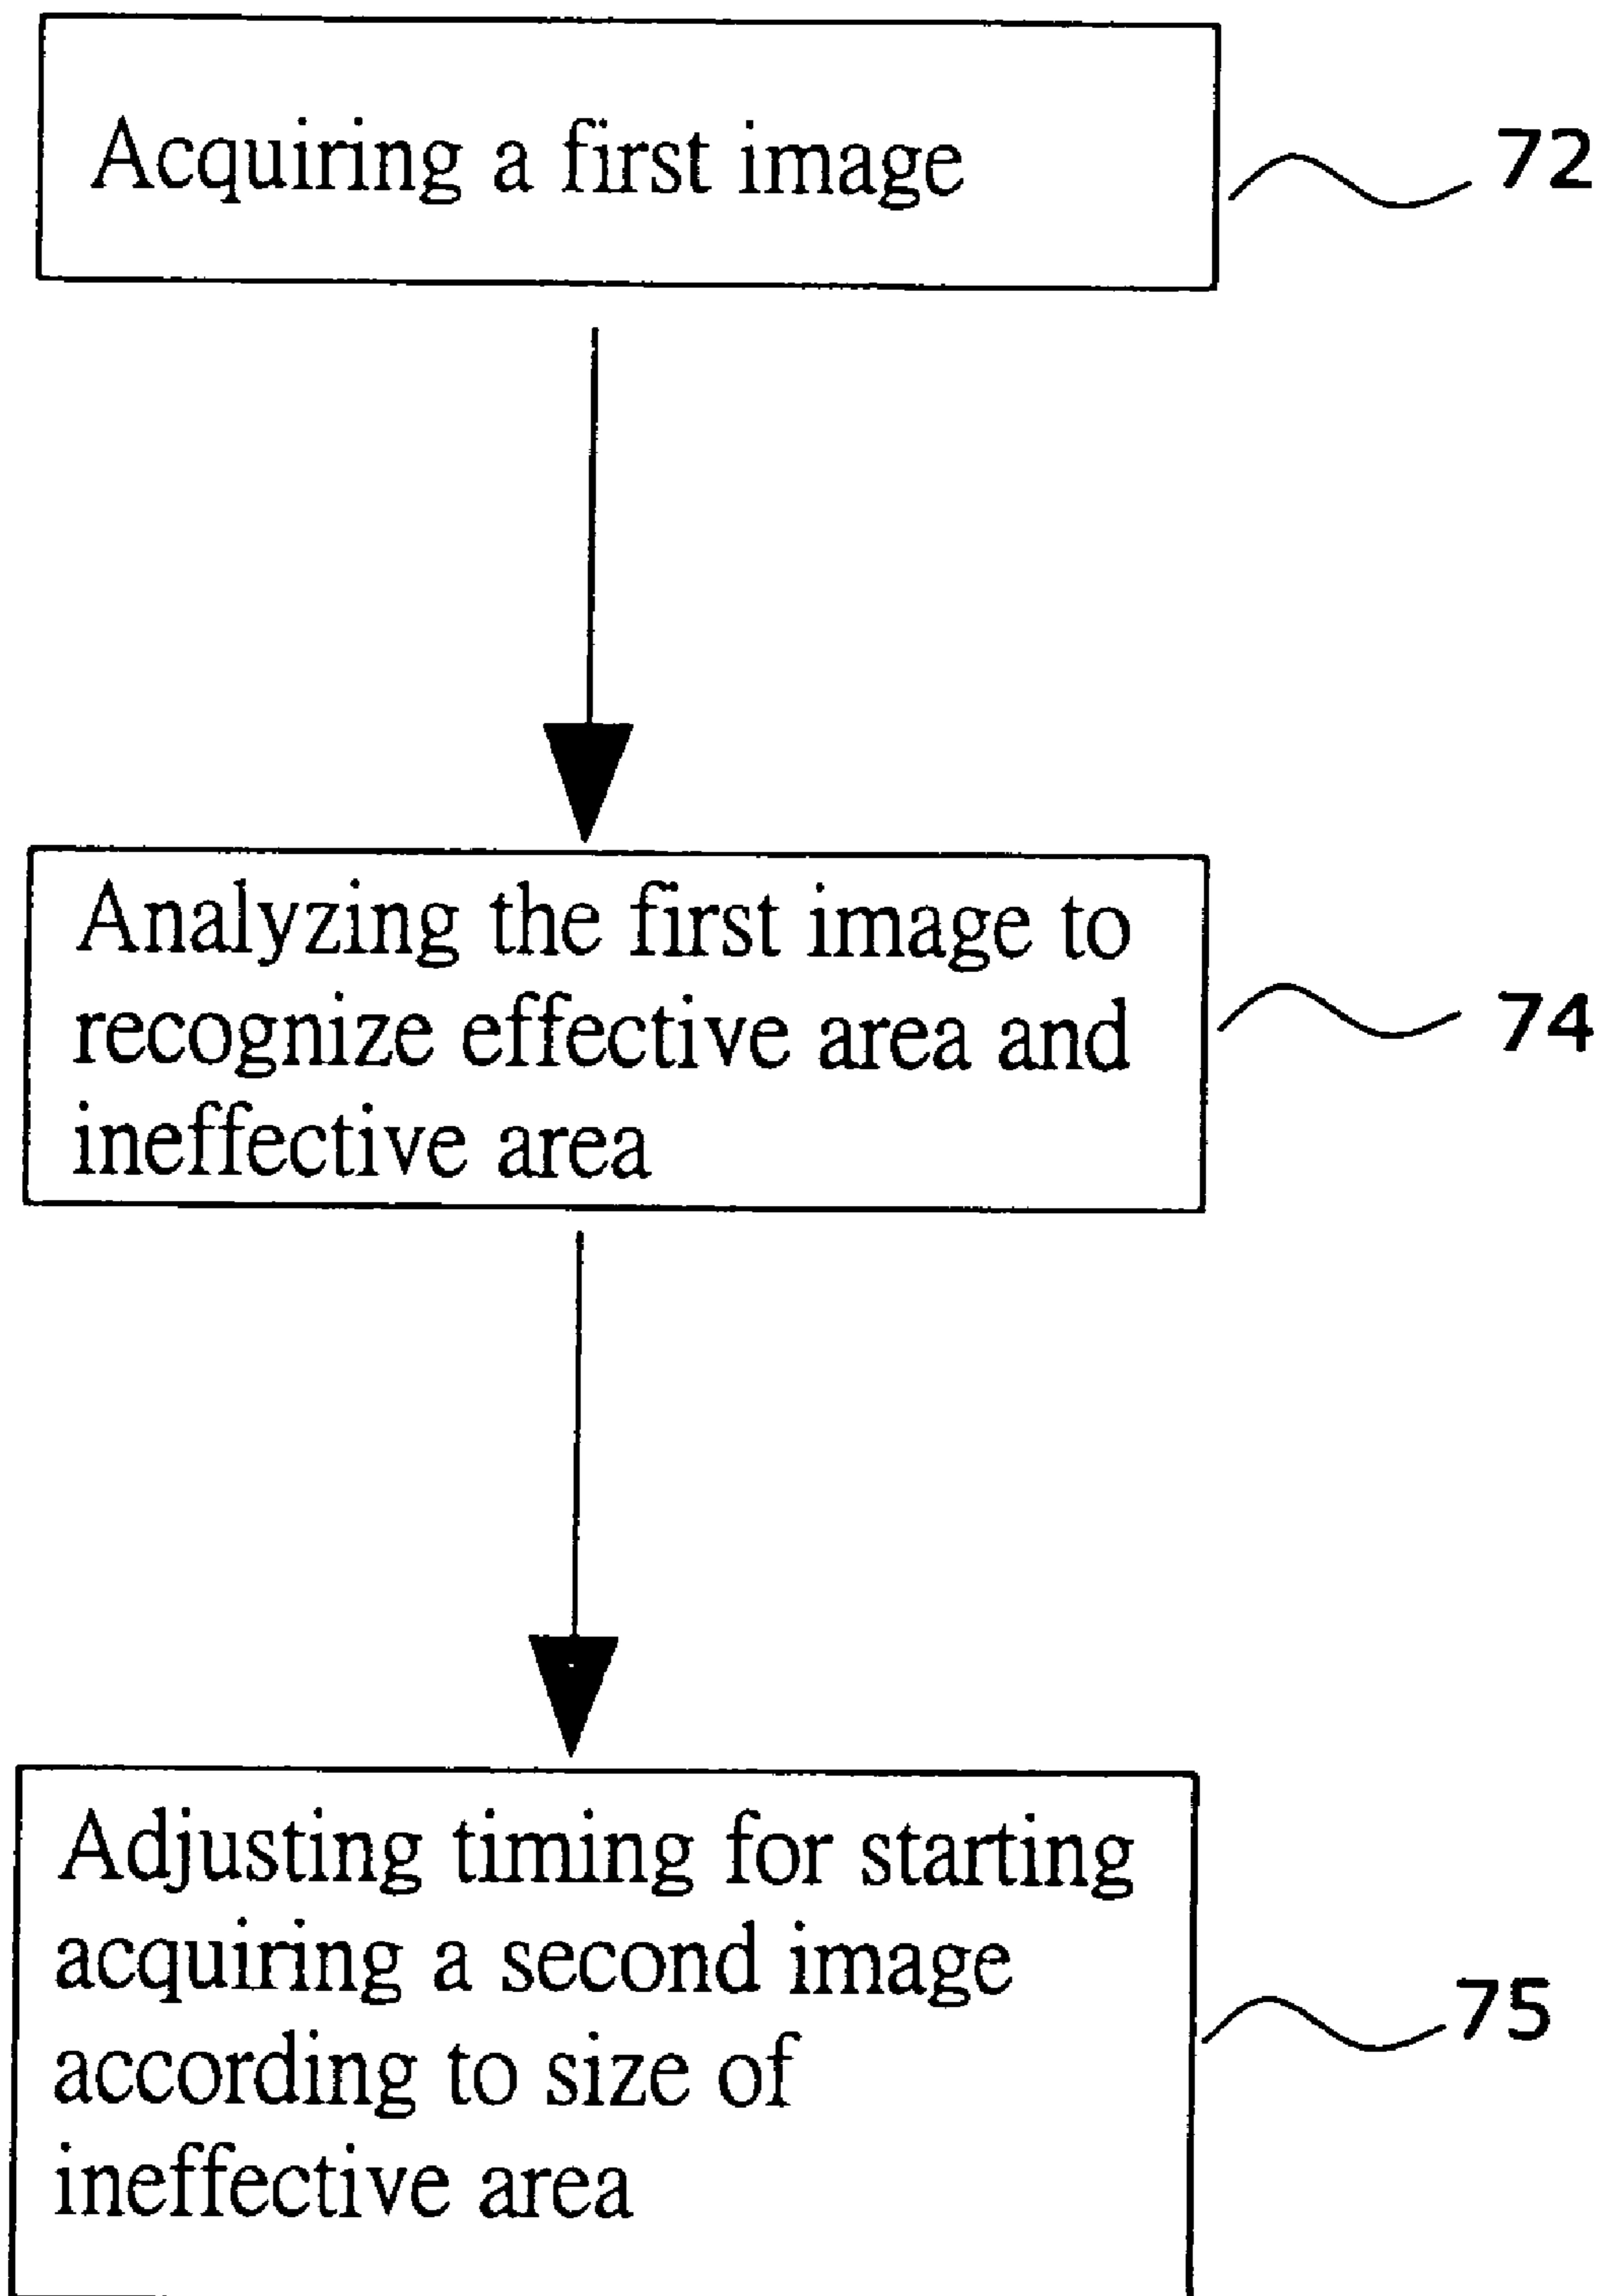 Acquiring a first image
72
Analyzing the first image to
recognize effective area and
ineffective area
74
Adjusting timing for starting
acquiring a second image
according to size of
ineffective area
75